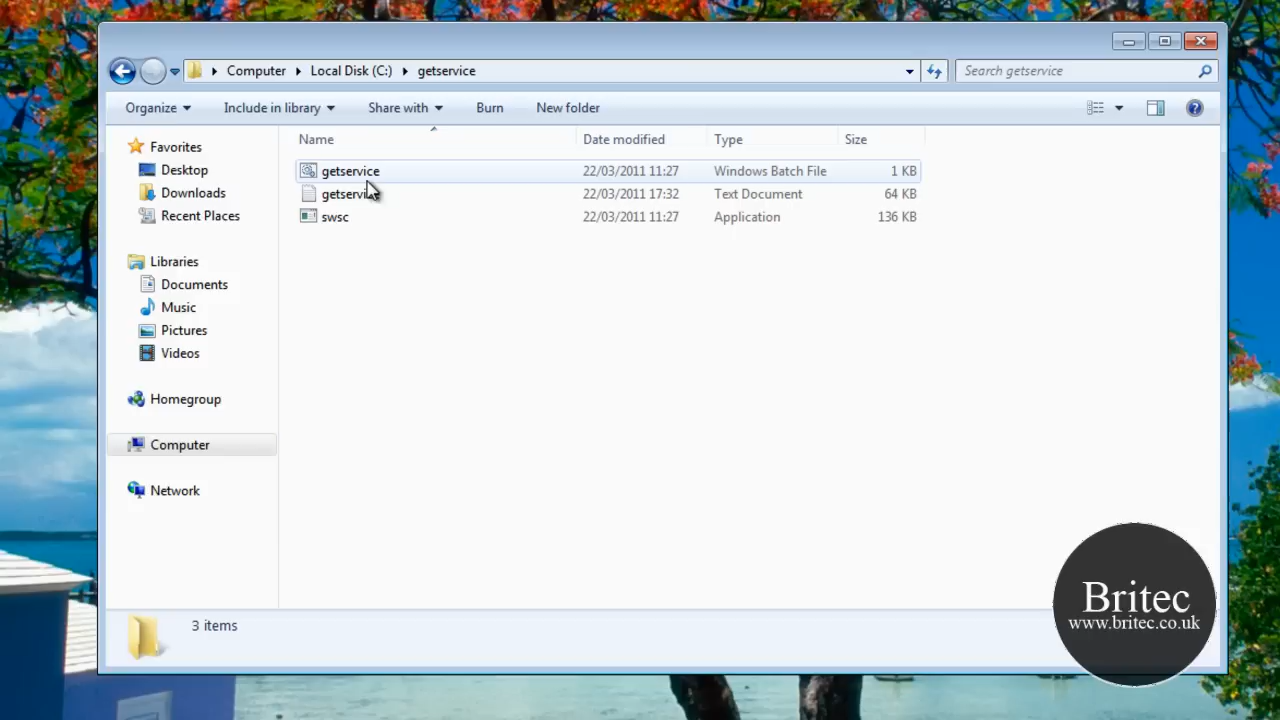 Computer Local Disk (C:) getservice
Search getservice
Organize Include in library Share with Burn New folder
Name Date modified Type Size
Favorites
Desktop
Downloads
Recent Places
Libraries
Documents
Music
Pictures
Videos
Homegroup
Computer
Network
getservice 22/03/2011 11:27 Windows Batch File 1 KB
getservice 22/03/2011 17:32 Text Document 64 KB
swsc 22/03/2011 11:27 Application 136 KB
3 items
Britec
www.britec.co.uk